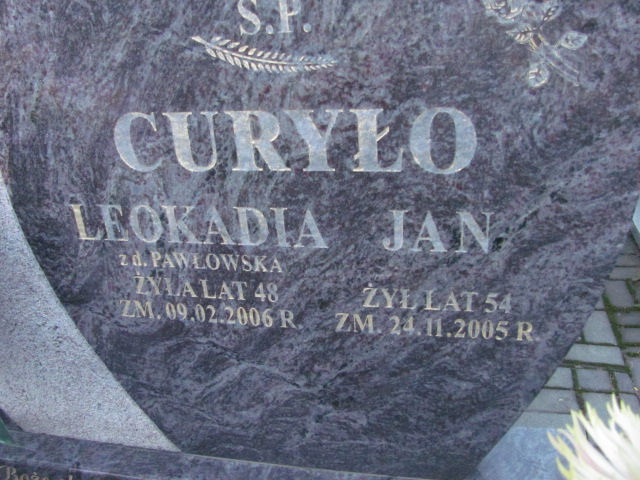 Ś.P.
CURYŁO
LEOKADIA JAN
z d. PAWŁOWSKA
ŻYŁA LAT 48 ŻYŁ LAT 54
ZM. 09.02.2006 R. ZM. 24.11.2005 R.